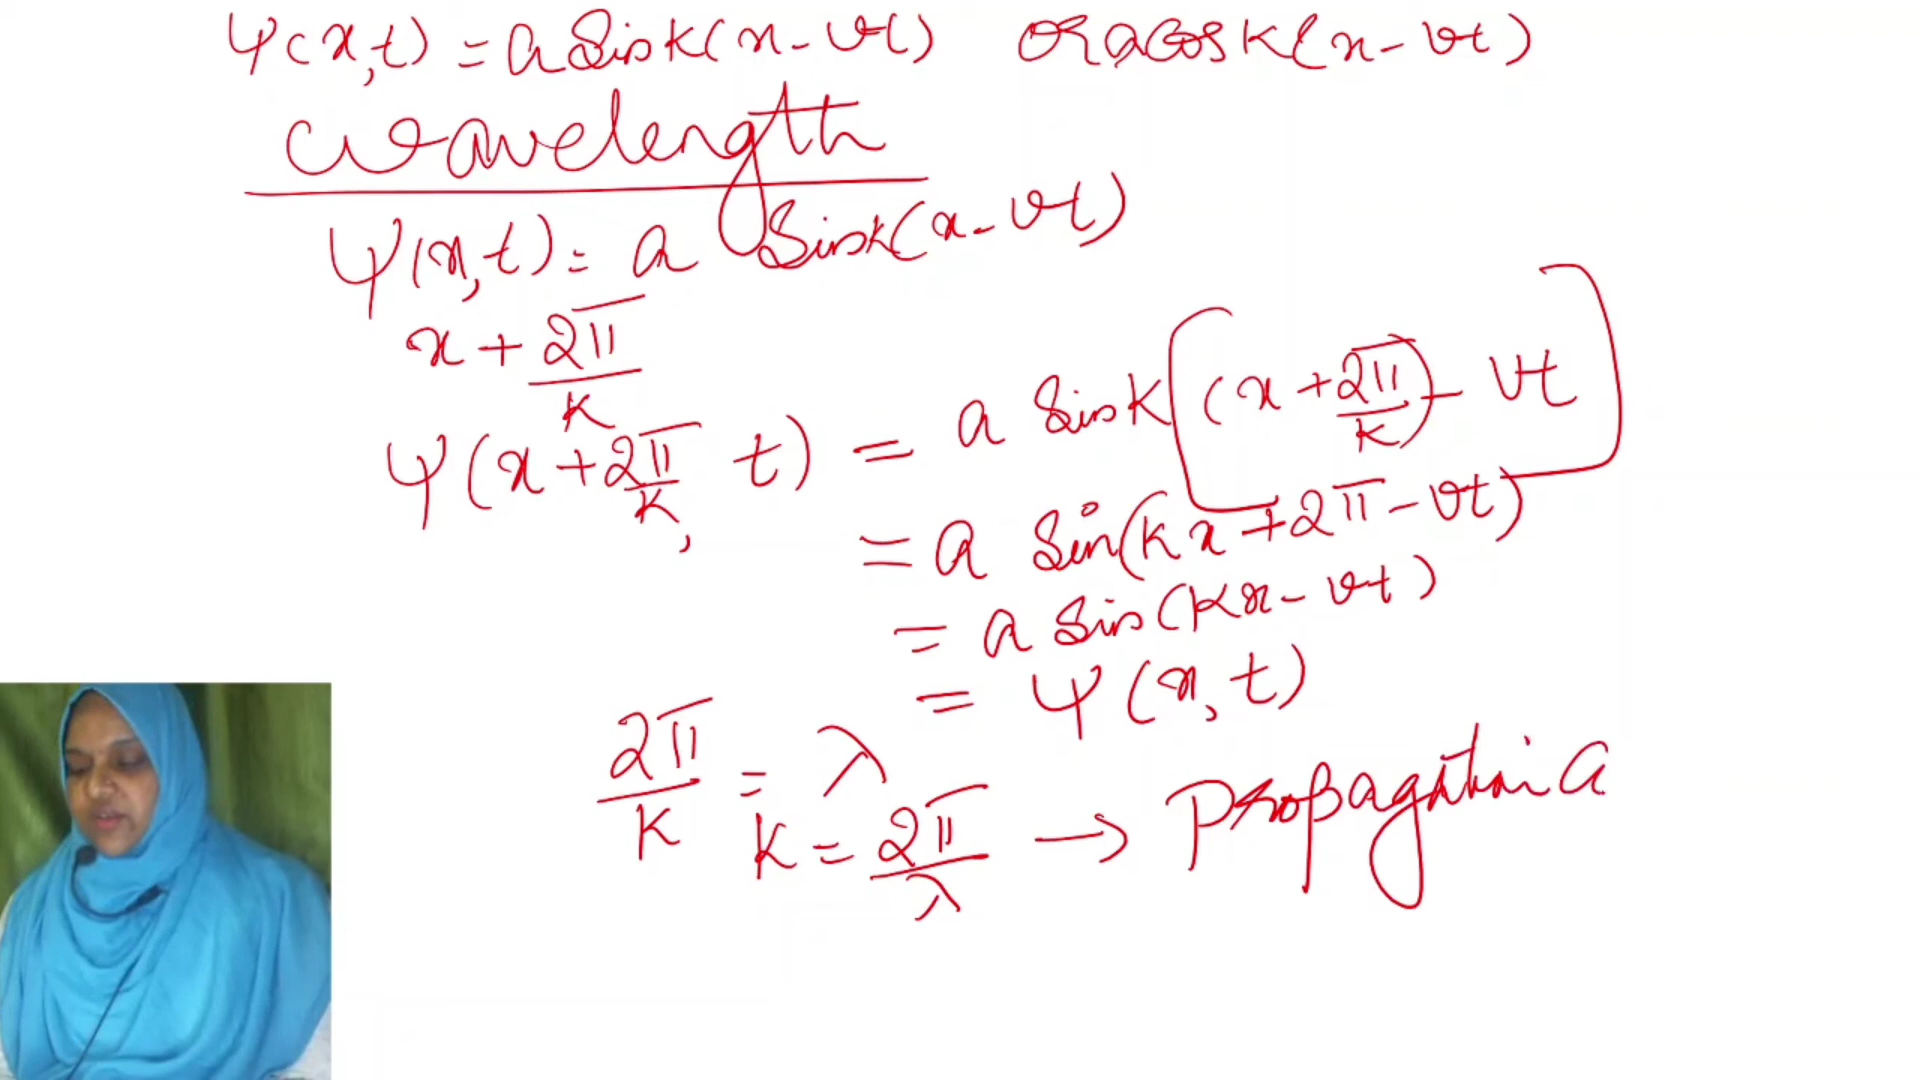 ψ(x,t) = a Sin k(x - vt) or a cos k(x - vt)
wavelength
ψ(x,t) = a Sin k(x - vt)
x + 2π/k
ψ(x + 2π/k, t) = a Sin k[(x + 2π/k) - vt]
= a Sin(kx + 2π - vt)
= a Sin(kx - vt)
= ψ(x,t)
2π/k = λ
k = 2π/λ → Propagation C